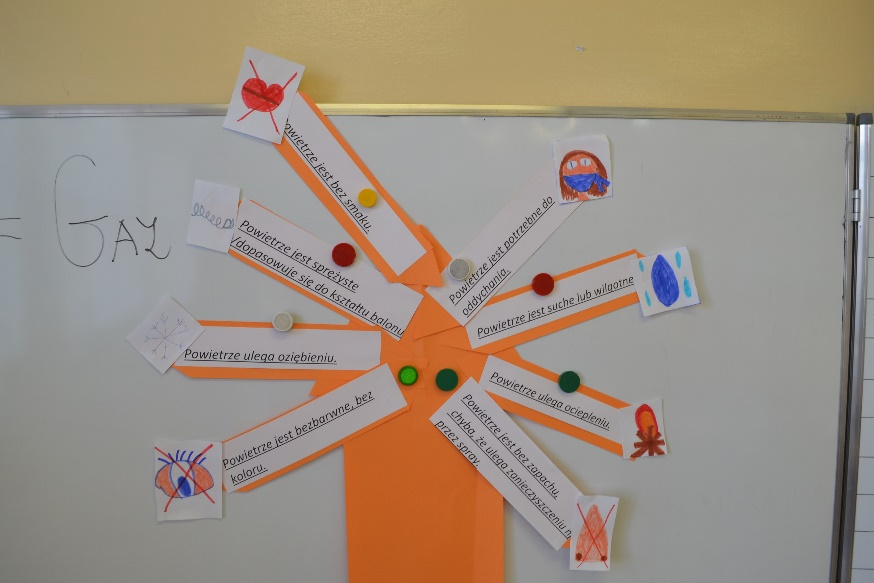 = GAZ
Powietrze jest bez smaku.
Powietrze jest sprężyste
/dopasowuje się do kształtu balonu
Powietrze ulega oziębieniu.
Powietrze jest bezbarwne, bez
koloru.
Powietrze jest potrzebne do
oddychania.
Powietrze jest suche lub wilgotne
Powietrze ulega ociepleniu.
Powietrze jest bez zapachu,
chyba, że ulega zanieczyszczeniu n
przez spray.